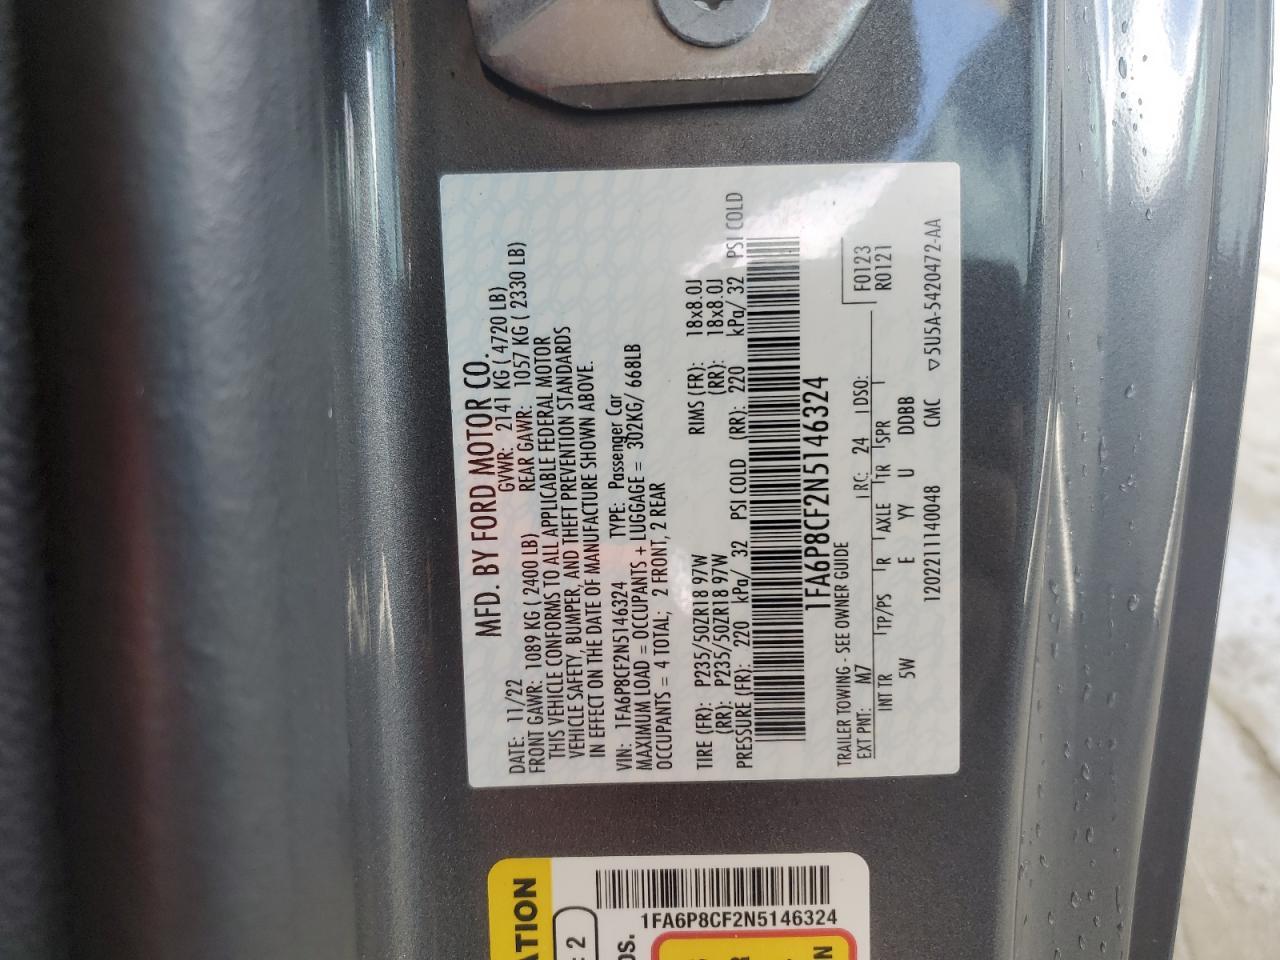 MFD. BY FORD MOTOR CO.
DATE: 11/22 GVWR: 2141 KG ( 4720 LB)
FRONT GAWR: 1089 KG ( 2400 LB) REAR GAWR: 1057 KG ( 2330 LB)
THIS VEHICLE CONFORMS TO ALL APPLICABLE FEDERAL MOTOR
VEHICLE SAFETY, BUMPER, AND THEFT PREVENTION STANDARDS
IN EFFECT ON THE DATE OF MANUFACTURE SHOWN ABOVE.
VIN: 1FA6P8CF2N5146324 TYPE: Passenger Car
MAXIMUM LOAD = OCCUPANTS + LUGGAGE = 302KG/ 668LB
OCCUPANTS = 4 TOTAL; 2 FRONT, 2 REAR
TIRE (FR): P235/50ZR18 97W RIMS (FR): 18x8.0J
(RR): P235/50ZR18 97W (RR): 18x8.0J
PRESSURE (FR): 220 kPa/ 32 PSI COLD (RR): 220 kPa/ 32 PSI COLD
1FA6P8CF2N5146324
TRAILER TOWING - SEE OWNER GUIDE F0123
EXT PNT: M7 RC: 24 DSO: R0121
INT TR TP/PS R AXLE TR SPR
5W E YY U DDBB
12022111140048 CMC ▽5U5A-5420472-AA
1FA6P8CF2N5146324
2